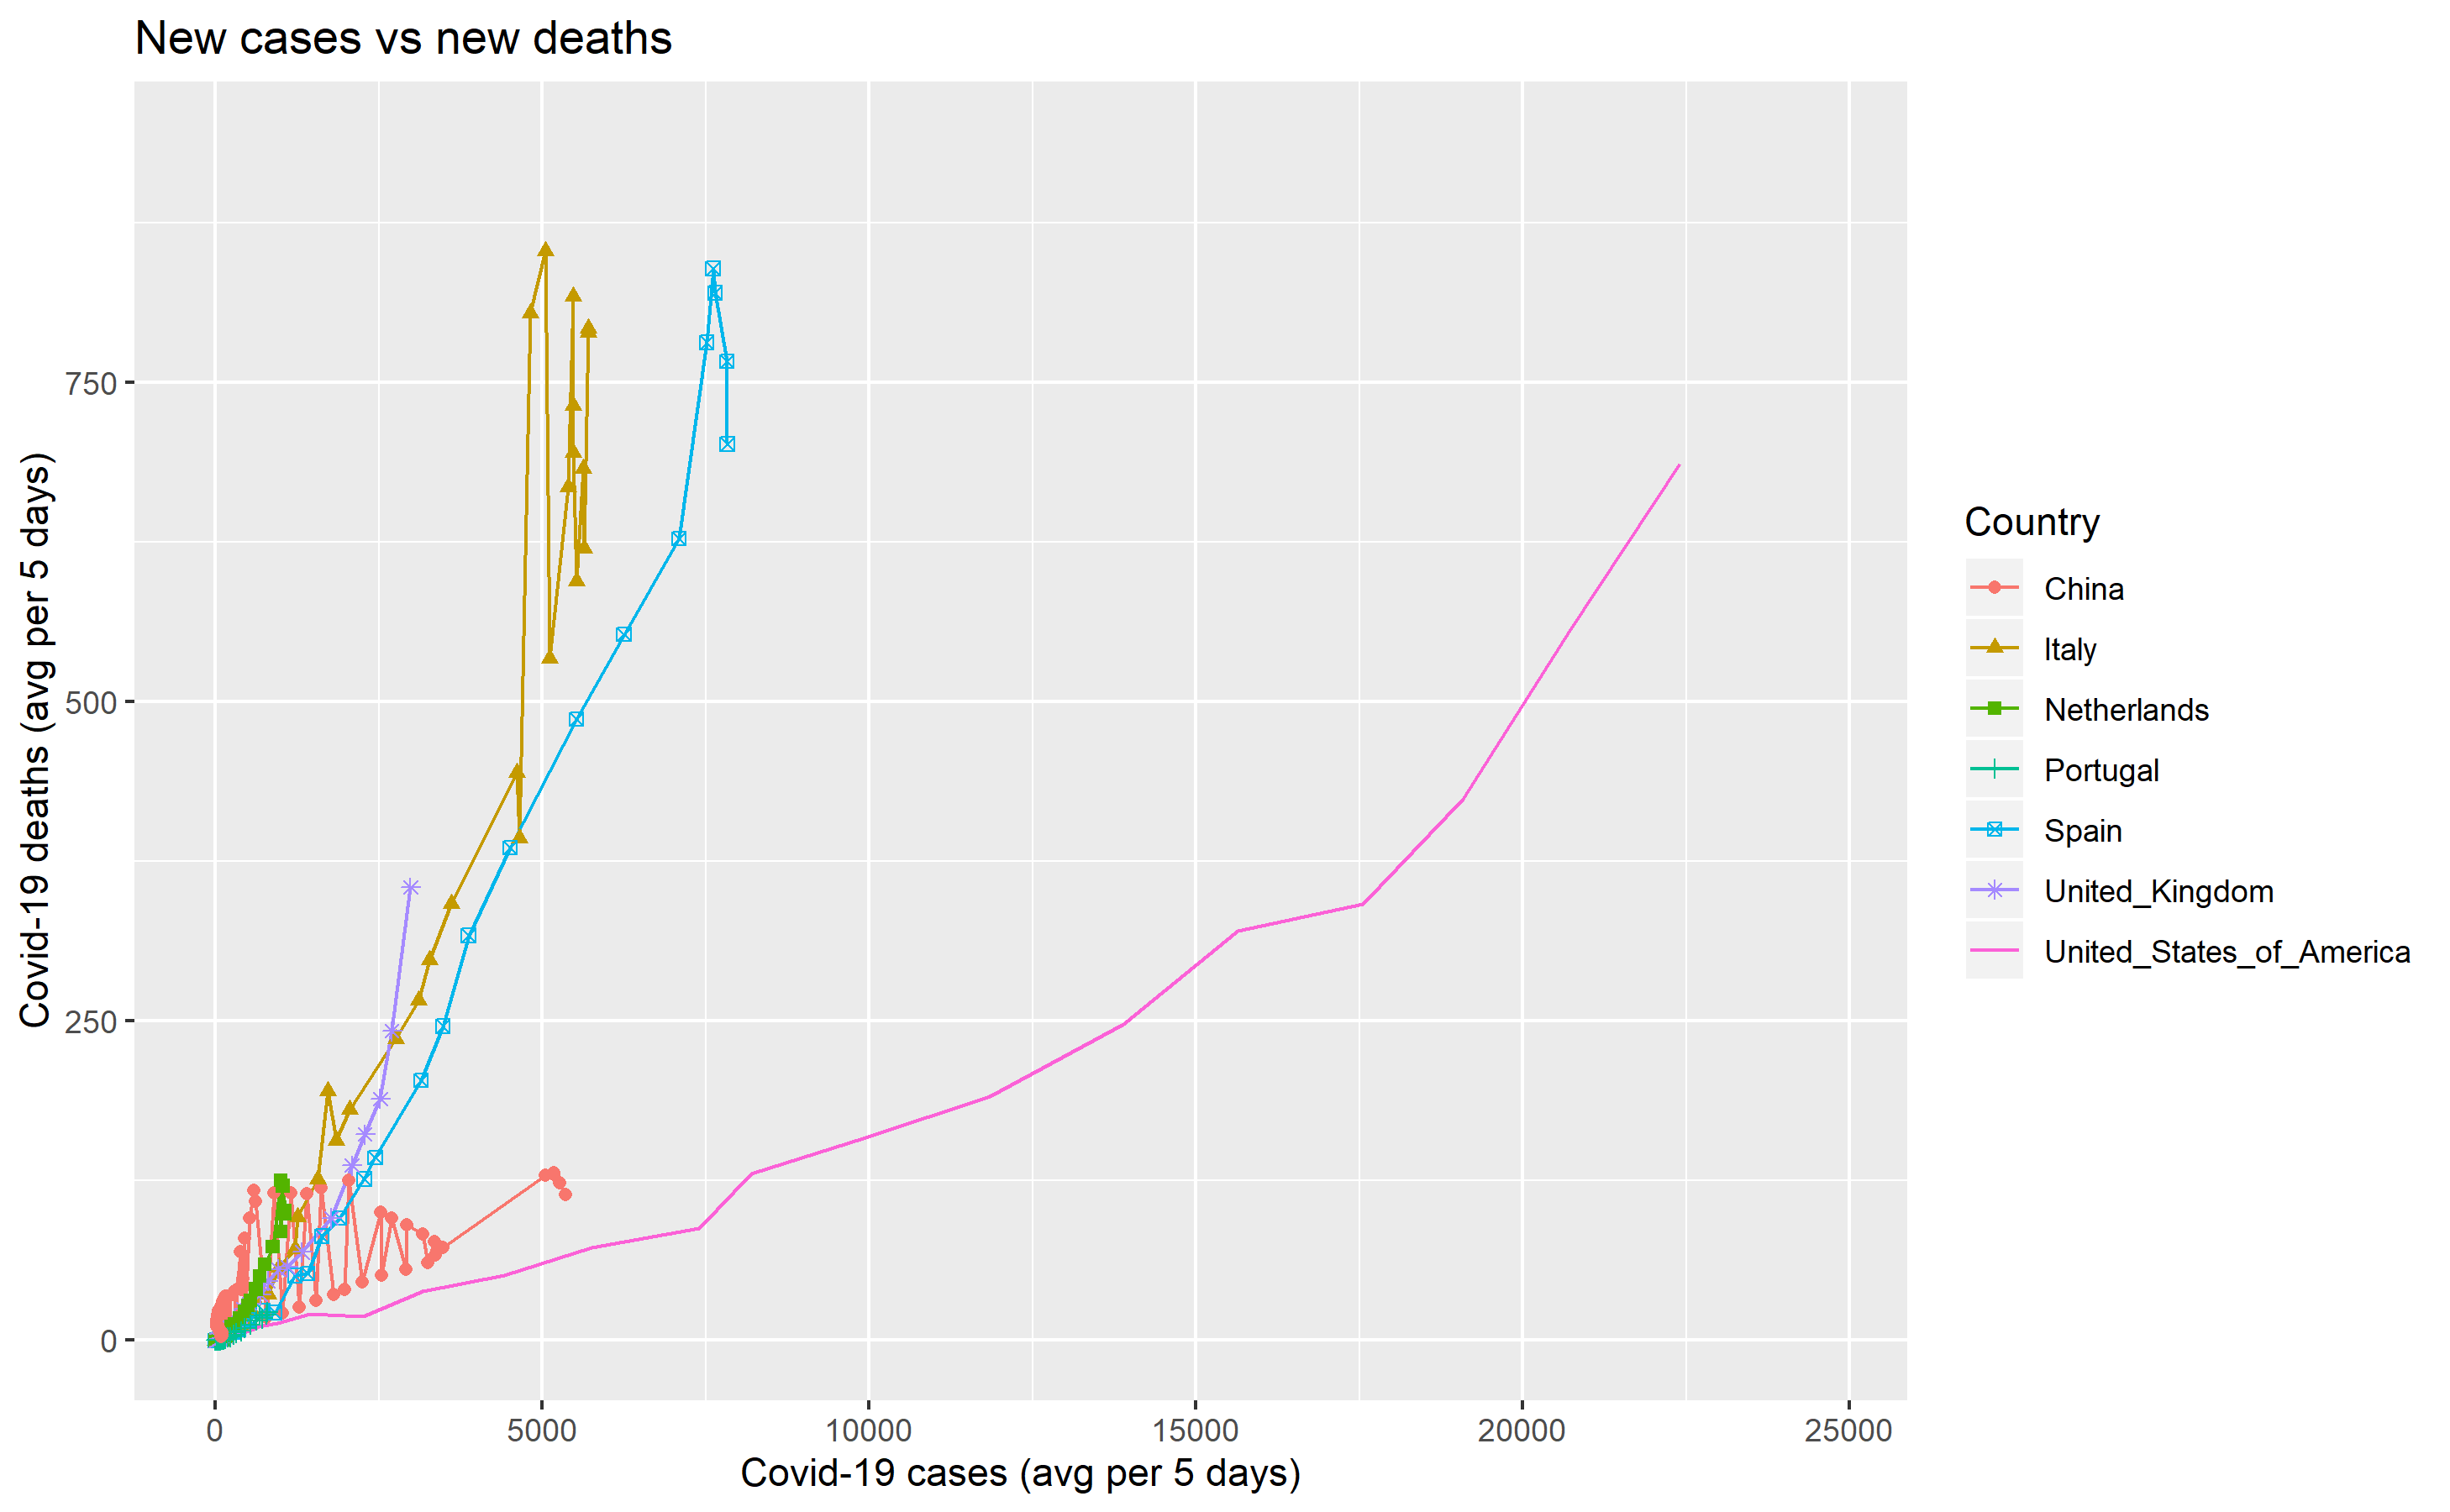 New cases vs new deaths
Covid-19 deaths (avg per 5 days)
750
500
250
0
0
5000
10000
15000
20000
25000
Covid-19 cases (avg per 5 days)
Country
China
Italy
Netherlands
Portugal
Spain
United_Kingdom
United_States_of_America